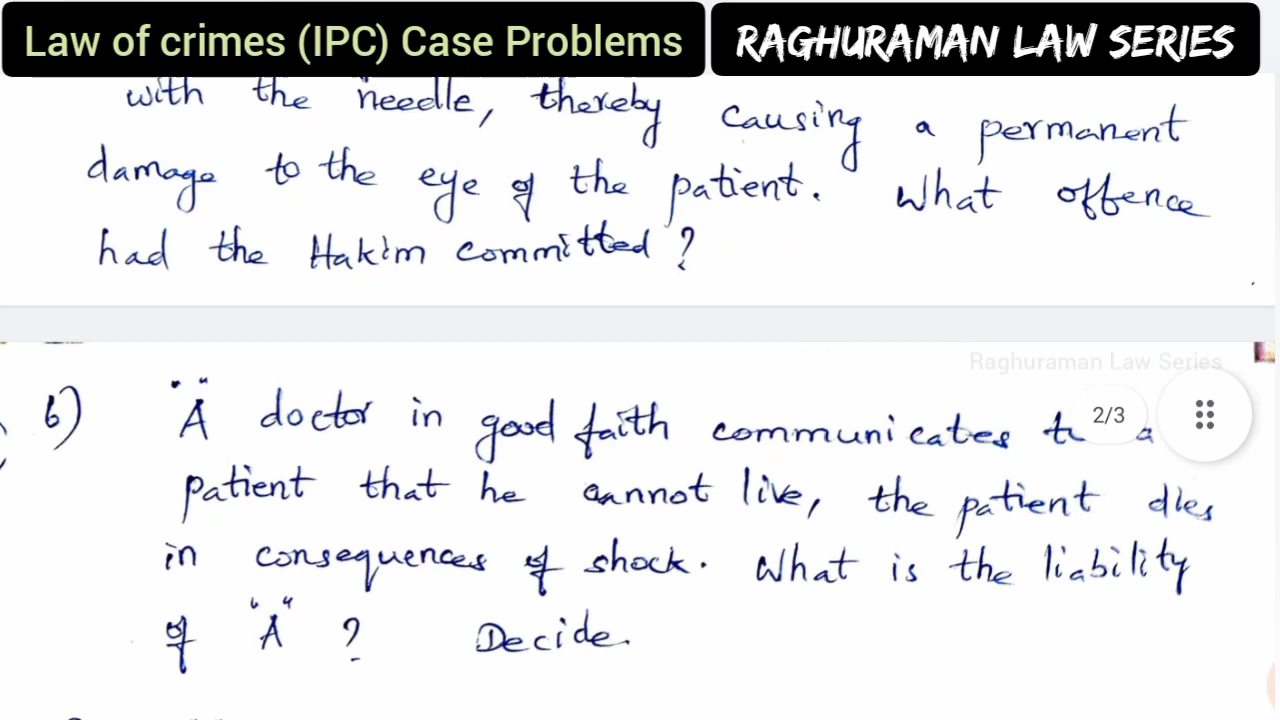 Law of crimes (IPC) Case Problems RAGHURAMAN LAW SERIES
with the needle, thereby causing a permanent
damage to the eye of the patient. What offence
had the Hakim committed?
Raghuraman Law Series
6) "A" doctor in good faith communicates to a
2/3
patient that he cannot live, the patient dies
in consequences of shock. What is the liability
of "A" ? Decide.